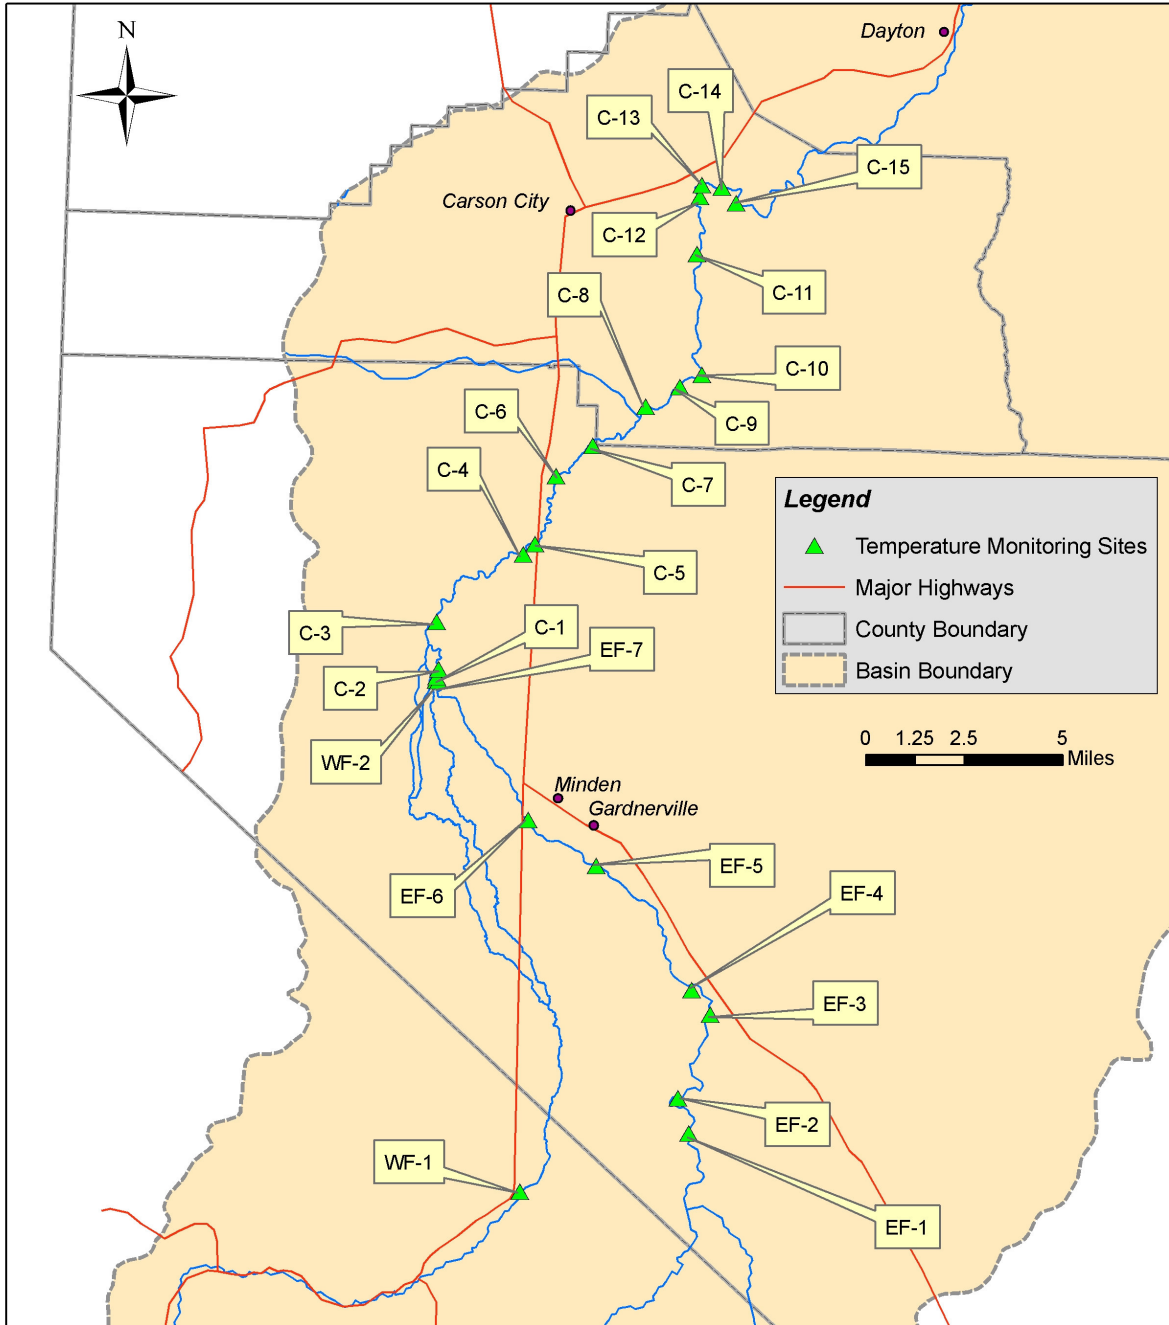 N
Dayton
C-14
C-13
C-15
Carson City
C-12
C-8
C-11
C-10
C-6
C-9
C-4
C-7
Legend
Temperature Monitoring Sites
C-5
Major Highways
C-3
C-1
County Boundary
EF-7
C-2
Basin Boundary
0 1.25 2.5 5
Miles
WF-2
Minden
Gardnerville
EF-5
EF-6
EF-4
EF-3
EF-2
WF-1
EF-1